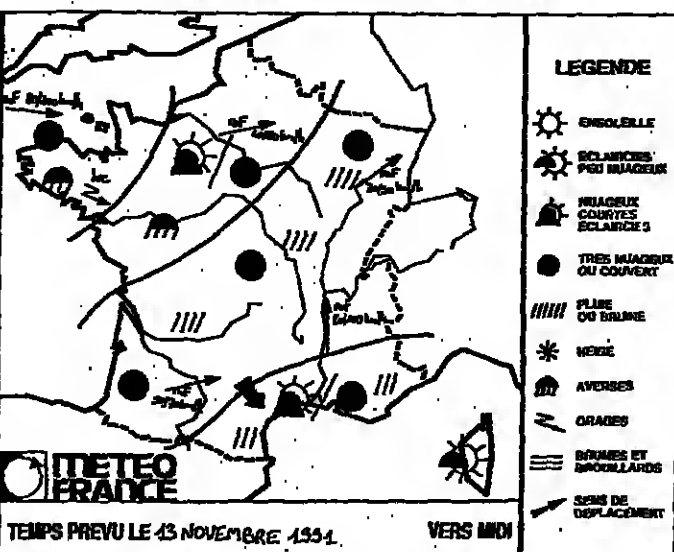 LEGENDE
ENSOLEILLE
ECLAIRCIES
PEU NUAGEUX
NUAGEUX
COURTES
ECLAIRCIES
TRES NUAGEUX
OU COUVERT
PLUIE
OU BRUINE
NEIGE
AVERSES
ORAGES
BRUMES ET
BROUILLARDS
SENS DE
DEPLACEMENT
METEO
FRANCE
TEMPS PREVU LE 13 NOVEMBRE 1991
VERS MIDI